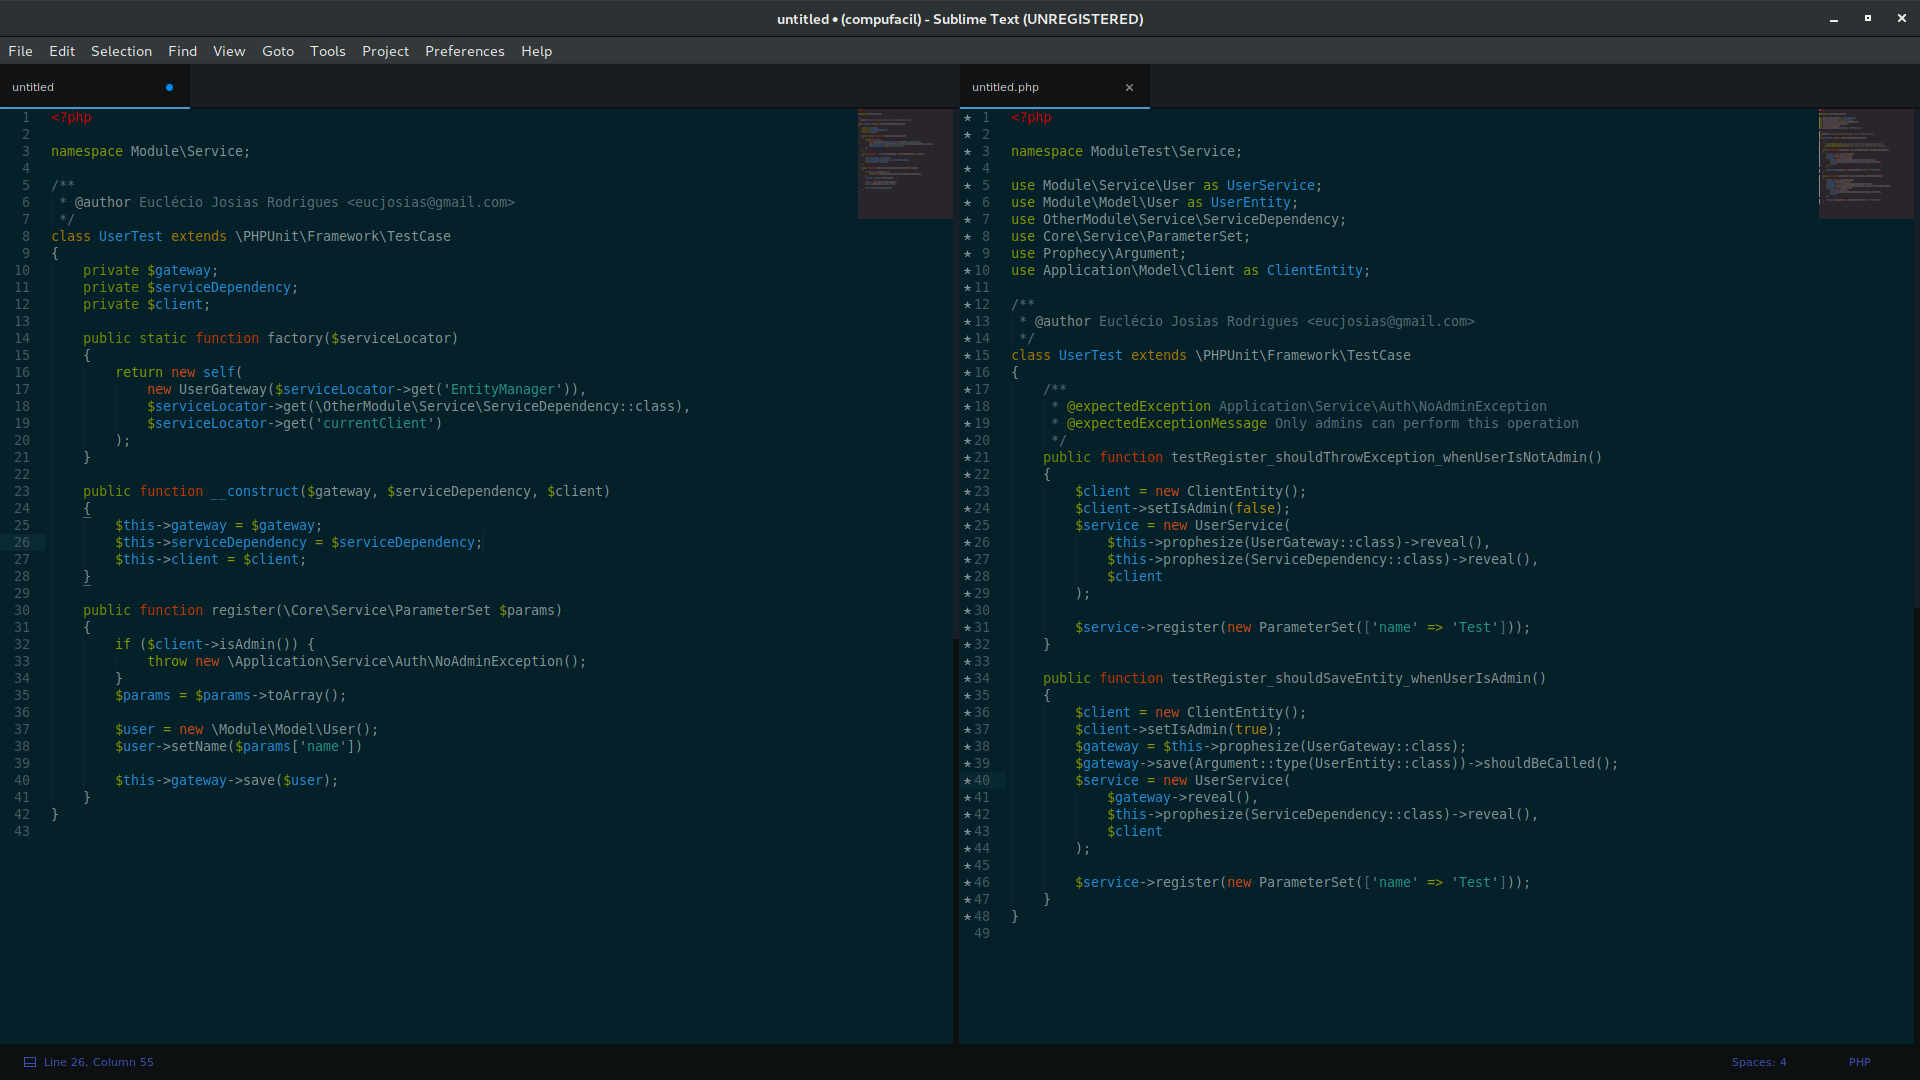 untitled • (compufacil) - Sublime Text (UNREGISTERED)
File Edit Selection Find View Goto Tools Project Preferences Help
untitled
1 <?php
2
3 namespace Module\Service;
4
5 /**
6  * @author Euclécio Josias Rodrigues <eucjosias@gmail.com>
7  */
8 class UserTest extends \PHPUnit\Framework\TestCase
9 {
10     private $gateway;
11     private $serviceDependency;
12     private $client;
13
14     public static function factory($serviceLocator)
15     {
16         return new self(
17             new UserGateway($serviceLocator->get('EntityManager')),
18             $serviceLocator->get(\OtherModule\Service\ServiceDependency::class),
19             $serviceLocator->get('currentClient')
20         );
21     }
22
23     public function __construct($gateway, $serviceDependency, $client)
24     {
25         $this->gateway = $gateway;
26         $this->serviceDependency = $serviceDependency;
27         $this->client = $client;
28     }
29
30     public function register(\Core\Service\ParameterSet $params)
31     {
32         if ($client->isAdmin()) {
33             throw new \Application\Service\Auth\NoAdminException();
34         }
35         $params = $params->toArray();
36
37         $user = new \Module\Model\User();
38         $user->setName($params['name'])
39
40         $this->gateway->save($user);
41     }
42 }
43
untitled.php ×
* 1 <?php
* 2
* 3 namespace ModuleTest\Service;
* 4
* 5 use Module\Service\User as UserService;
* 6 use Module\Model\User as UserEntity;
* 7 use OtherModule\Service\ServiceDependency;
* 8 use Core\Service\ParameterSet;
* 9 use Prophecy\Argument;
* 10 use Application\Model\Client as ClientEntity;
* 11
* 12 /**
* 13  * @author Euclécio Josias Rodrigues <eucjosias@gmail.com>
* 14  */
* 15 class UserTest extends \PHPUnit\Framework\TestCase
* 16 {
* 17     /**
* 18      * @expectedException Application\Service\Auth\NoAdminException
* 19      * @expectedExceptionMessage Only admins can perform this operation
* 20      */
* 21     public function testRegister_shouldThrowException_whenUserIsNotAdmin()
* 22     {
* 23         $client = new ClientEntity();
* 24         $client->setIsAdmin(false);
* 25         $service = new UserService(
* 26             $this->prophesize(UserGateway::class)->reveal(),
* 27             $this->prophesize(ServiceDependency::class)->reveal(),
* 28             $client
* 29         );
* 30
* 31         $service->register(new ParameterSet(['name' => 'Test']));
* 32     }
* 33
* 34     public function testRegister_shouldSaveEntity_whenUserIsAdmin()
* 35     {
* 36         $client = new ClientEntity();
* 37         $client->setIsAdmin(true);
* 38         $gateway = $this->prophesize(UserGateway::class);
* 39         $gateway->save(Argument::type(UserEntity::class))->shouldBeCalled();
* 40         $service = new UserService(
* 41             $gateway->reveal(),
* 42             $this->prophesize(ServiceDependency::class)->reveal(),
* 43             $client
* 44         );
* 45
* 46         $service->register(new ParameterSet(['name' => 'Test']));
* 47     }
* 48 }
49
Line 26, Column 55
Spaces: 4
PHP